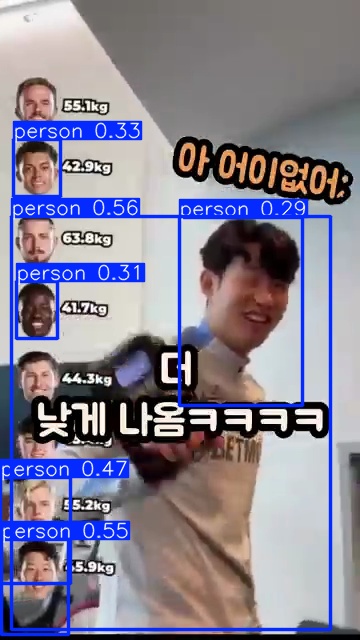 55.1kg
person 0.33
42.9kg
아 어이없어;
person 0.56
person 0.29
63.8kg
person 0.31
41.7kg
더
44.3kg
낮게 나옴ㅋㅋㅋㅋ
person 0.47
55.2kg
person 0.55